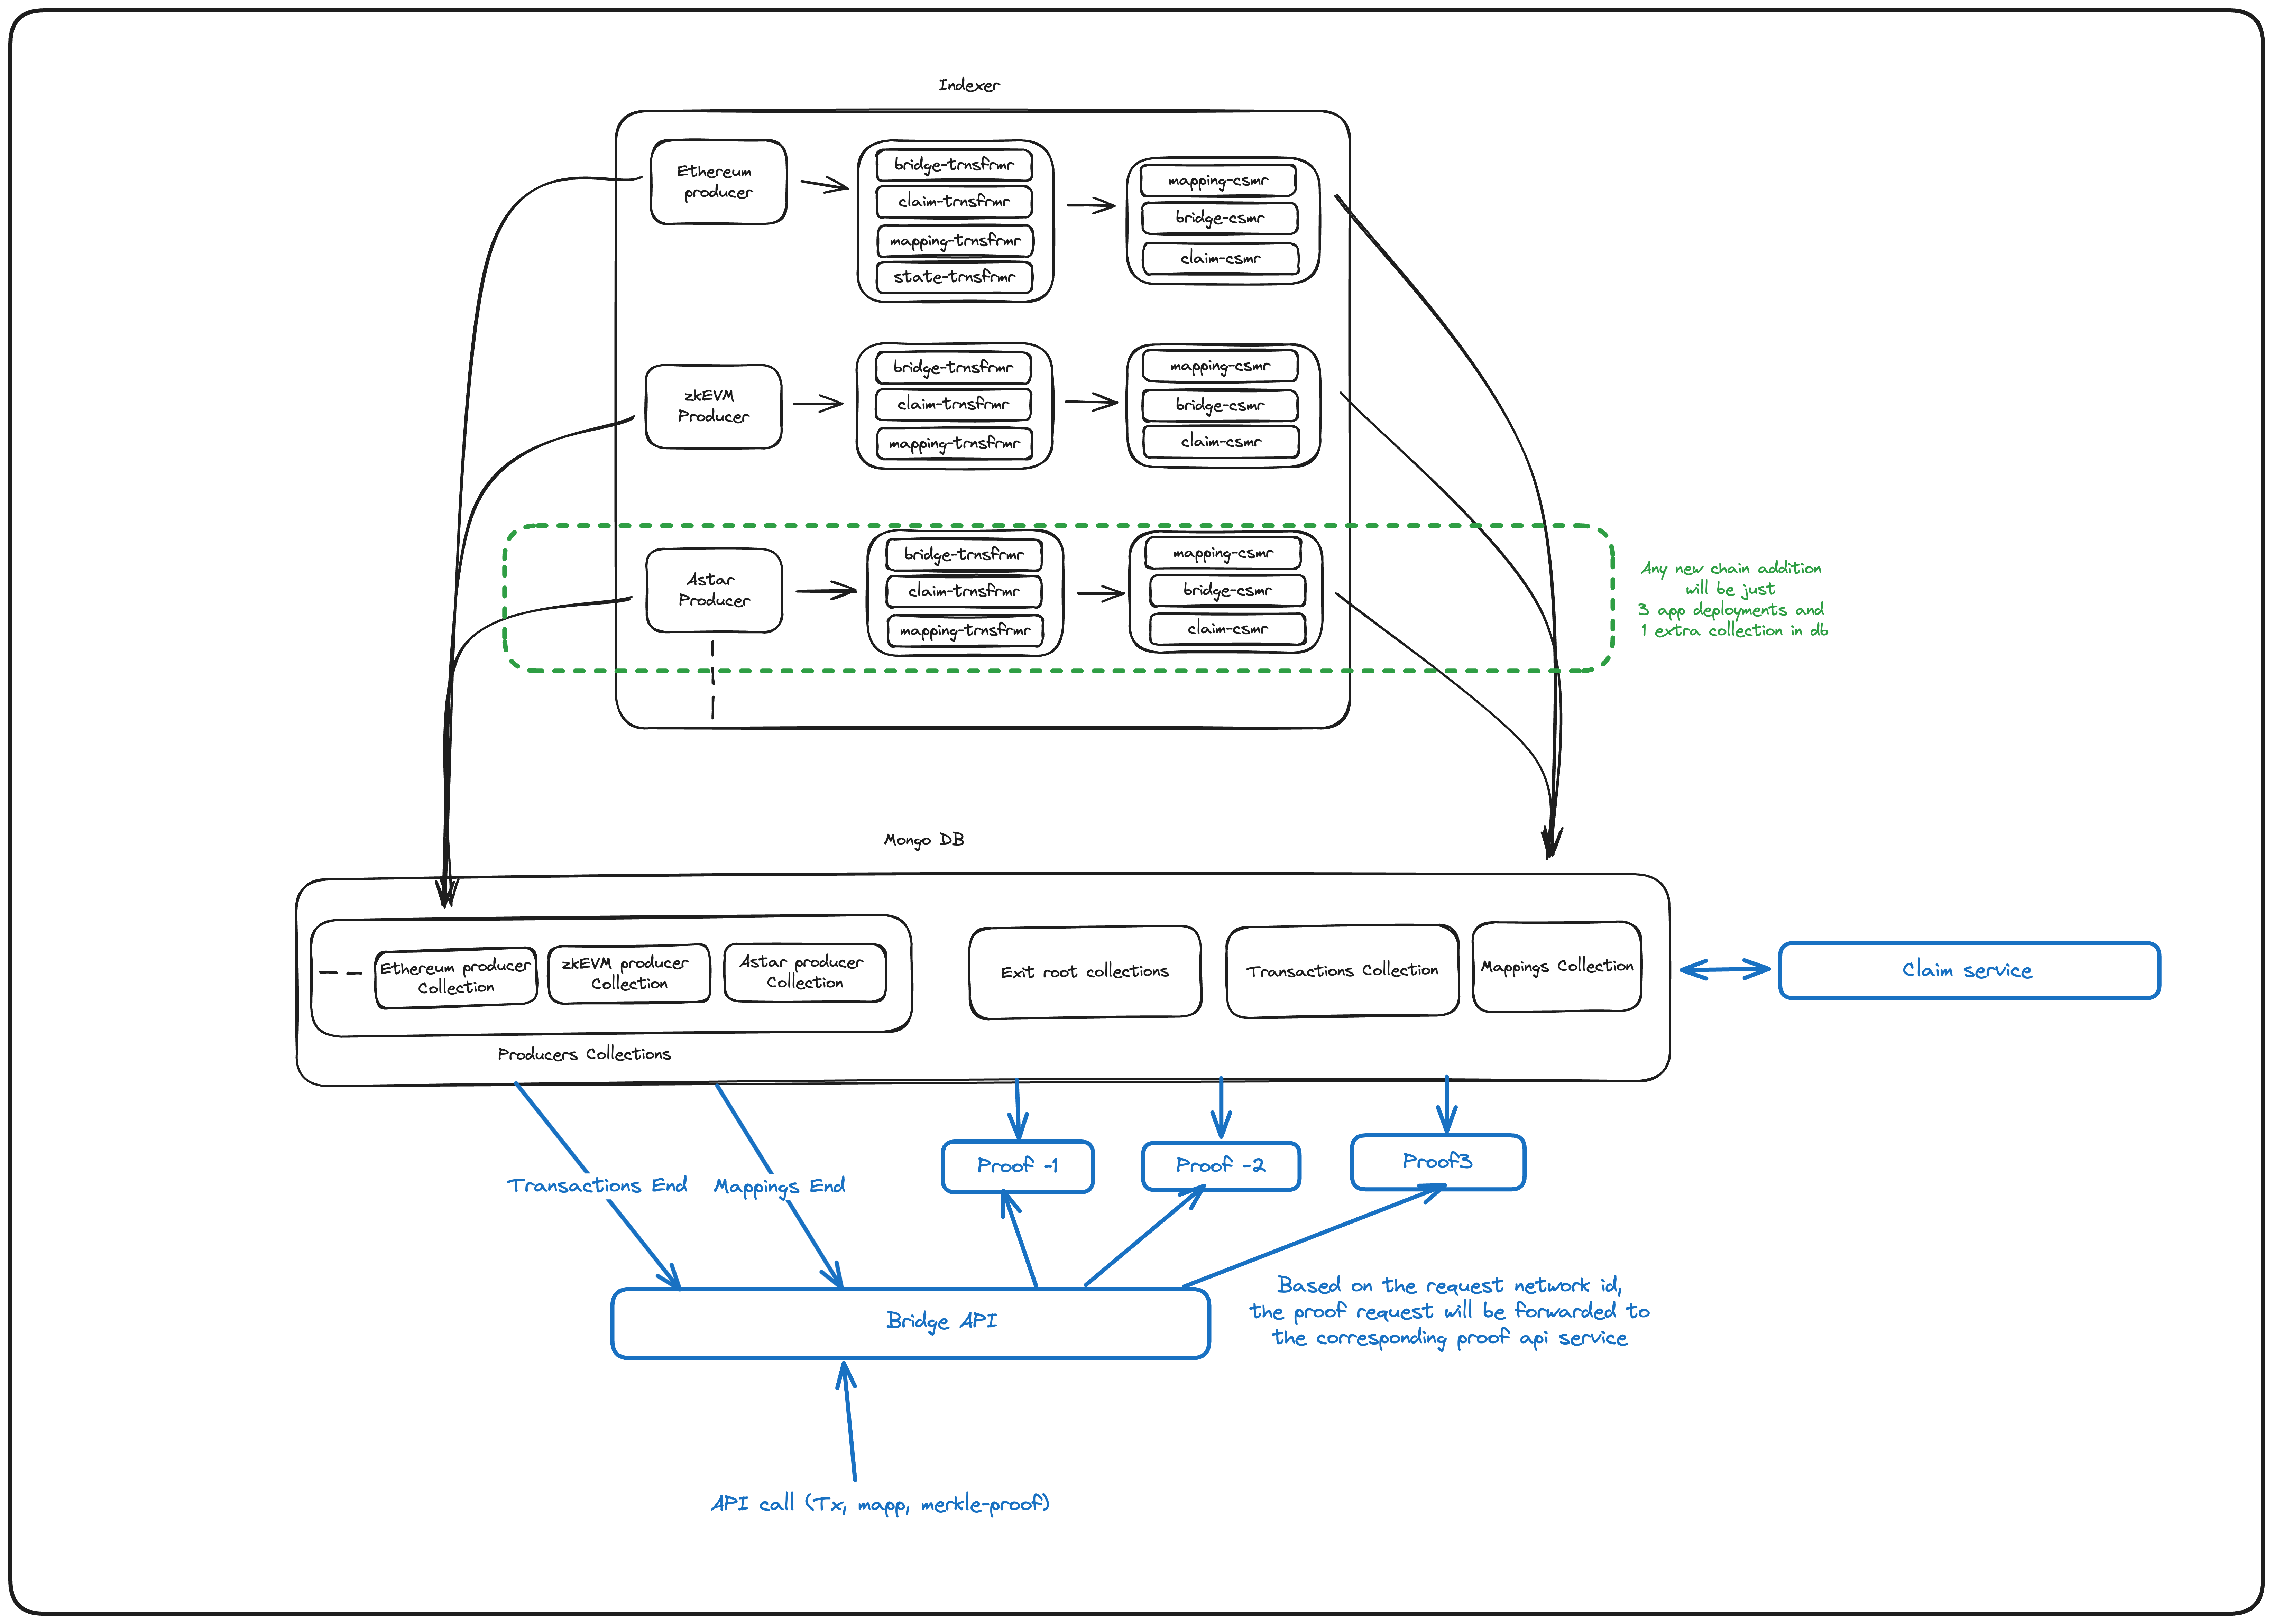 Indexer
Ethereum
producer
bridge-trnsfrmr
claim-trnsfrmr
mapping-trnsfrmr
state-trnsfrmr
mapping-csmr
bridge-csmr
claim-csmr
zkEVM
Producer
bridge-trnsfrmr
claim-trnsfrmr
mapping-trnsfrmr
mapping-csmr
bridge-csmr
claim-csmr
Astar
Producer
bridge-trnsfrmr
claim-trnsfrmr
mapping-trnsfrmr
mapping-csmr
bridge-csmr
claim-csmr
Any new chain addition
will be just
3 app deployments and
1 extra collection in db
Mongo DB
Ethereum producer
Collection
zkEVM producer
Collection
Astar producer
Collection
Producers Collections
Exit root collections
Transactions Collection
Mappings Collection
Claim service
Transactions End
Mappings End
Proof -1
Proof -2
Proof3
Bridge API
Based on the request network id,
the proof request will be forwarded to
the corresponding proof api service
API call (Tx, mapp, merkle-proof)